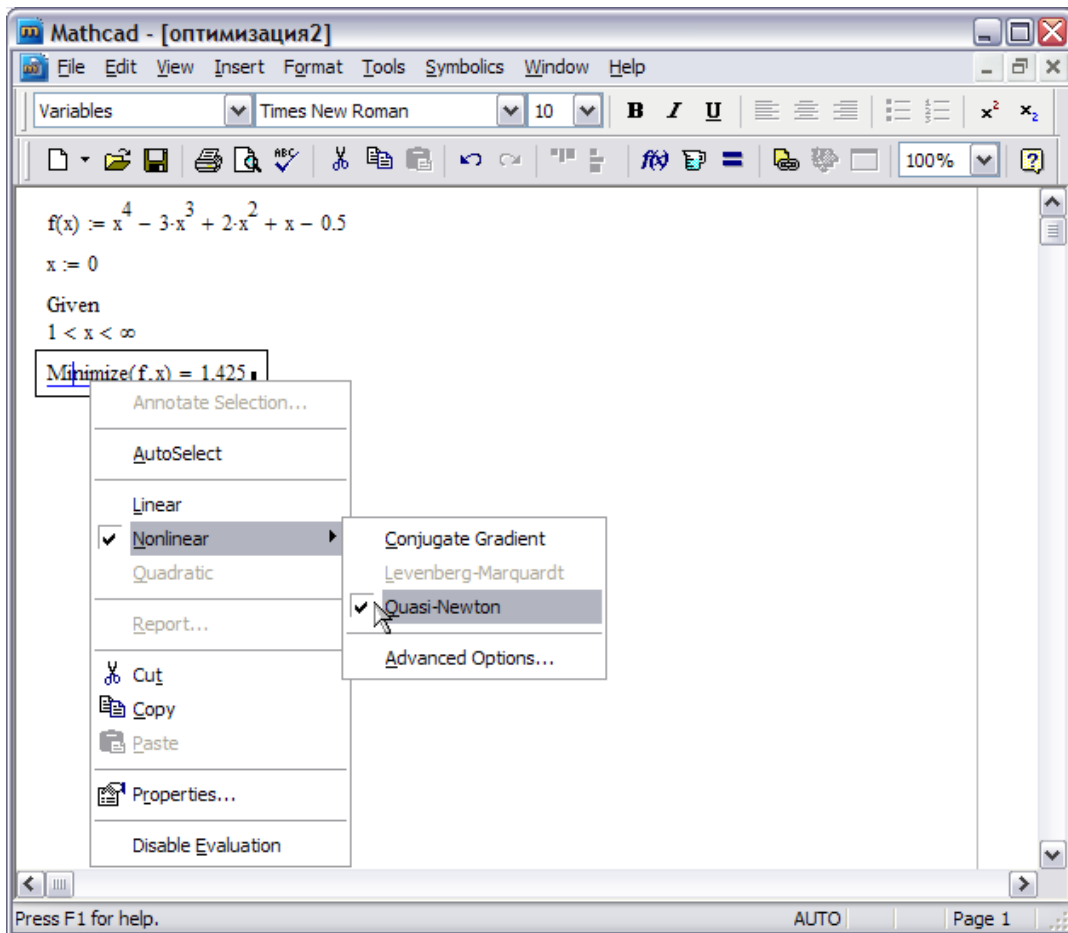 Mathcad - [оптимизация2]
File Edit View Insert Format Tools Symbolics Window Help
Variables Times New Roman 10 B I U x² x₂
ABC f(x) 100%
f(x) := x⁴ − 3·x³ + 2·x² + x − 0.5
x := 0
Given
1 < x < ∞
Minimize(f,x) = 1.425
Annotate Selection...
AutoSelect
Linear
Nonlinear
Quadratic
Report...
Cut
Copy
Paste
Properties...
Disable Evaluation
Conjugate Gradient
Levenberg-Marquardt
Quasi-Newton
Advanced Options...
Press F1 for help. AUTO Page 1